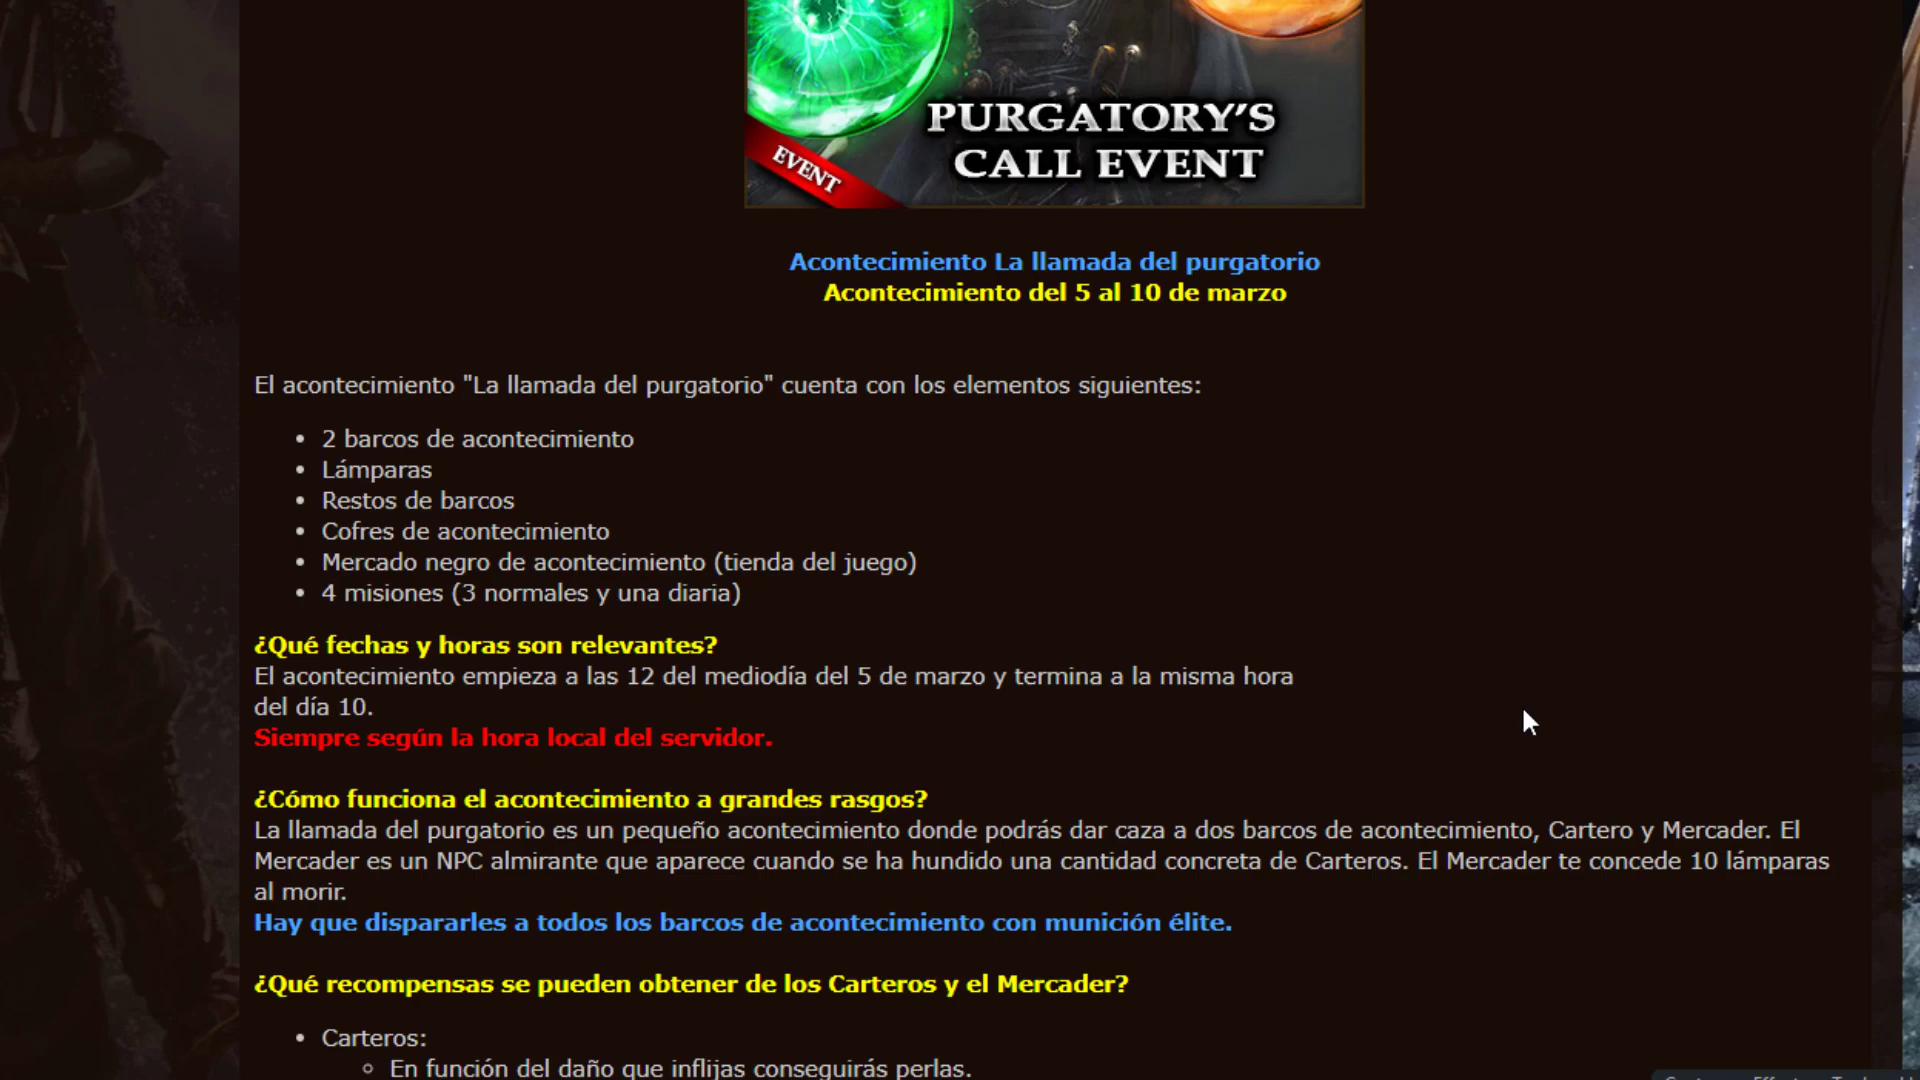 PURGATORY'S
CALL EVENT
EVENT
Acontecimiento La llamada del purgatorio
Acontecimiento del 5 al 10 de marzo
El acontecimiento "La llamada del purgatorio" cuenta con los elementos siguientes:
• 2 barcos de acontecimiento
• Lámparas
• Restos de barcos
• Cofres de acontecimiento
• Mercado negro de acontecimiento (tienda del juego)
• 4 misiones (3 normales y una diaria)
¿Qué fechas y horas son relevantes?
El acontecimiento empieza a las 12 del mediodía del 5 de marzo y termina a la misma hora
del día 10.
Siempre según la hora local del servidor.
¿Cómo funciona el acontecimiento a grandes rasgos?
La llamada del purgatorio es un pequeño acontecimiento donde podrás dar caza a dos barcos de acontecimiento, Cartero y Mercader. El
Mercader es un NPC almirante que aparece cuando se ha hundido una cantidad concreta de Carteros. El Mercader te concede 10 lámparas
al morir.
Hay que dispararles a todos los barcos de acontecimiento con munición élite.
¿Qué recompensas se pueden obtener de los Carteros y el Mercader?
• Carteros:
◦ En función del daño que inflijas conseguirás perlas.